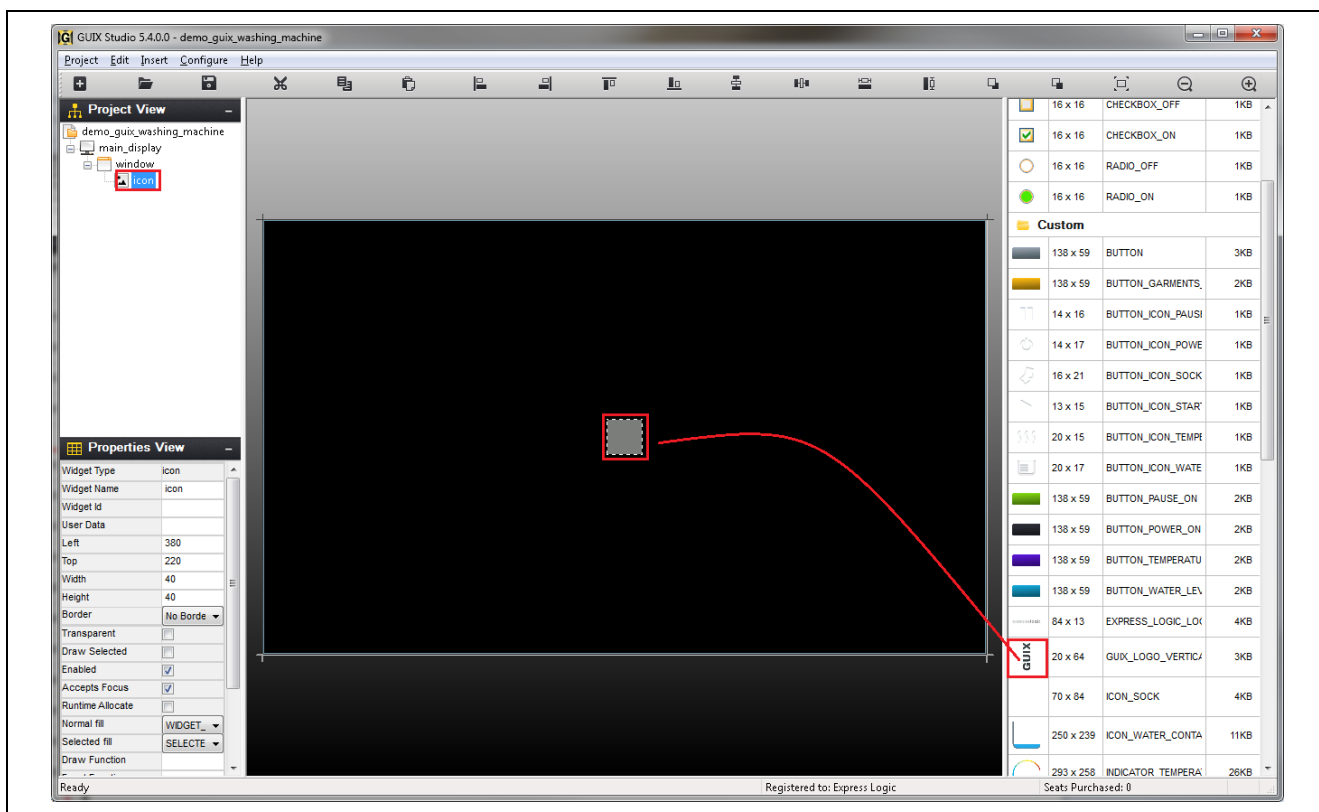 GUIX Studio 5.4.0.0 - demo_guix_washing_machine
Project Edit Insert Configure Help
Project View
demo_guix_washing_machine
main_display
window
icon
Properties View
Widget Type icon
Widget Name icon
Widget Id
User Data
Left 380
Top 220
Width 40
Height 40
Border No Borde
Transparent
Draw Selected
Enabled
Accepts Focus
Runtime Allocate
Normal fill WIDGET_
Selected fill SELECTE
Draw Function
16 x 16 CHECKBOX_OFF 1KB
16 x 16 CHECKBOX_ON 1KB
16 x 16 RADIO_OFF 1KB
16 x 16 RADIO_ON 1KB
Custom
138 x 59 BUTTON 3KB
138 x 59 BUTTON_GARMENTS_ 2KB
14 x 16 BUTTON_ICON_PAUSI 1KB
14 x 17 BUTTON_ICON_POWE 1KB
16 x 21 BUTTON_ICON_SOCK 1KB
13 x 15 BUTTON_ICON_STAR 1KB
20 x 15 BUTTON_ICON_TEMPE 1KB
20 x 17 BUTTON_ICON_WATE 1KB
138 x 59 BUTTON_PAUSE_ON 2KB
138 x 59 BUTTON_POWER_ON 2KB
138 x 59 BUTTON_TEMPERATU 2KB
138 x 59 BUTTON_WATER_LEV 2KB
84 x 13 EXPRESS_LOGIC_LO 4KB
GUIX 20 x 64 GUIX_LOGO_VERTIC 3KB
70 x 84 ICON_SOCK 4KB
250 x 239 ICON_WATER_CONTA 11KB
293 x 258 INDICATOR_TEMPERA 26KB
Ready Registered to: Express Logic Seats Purchased: 0